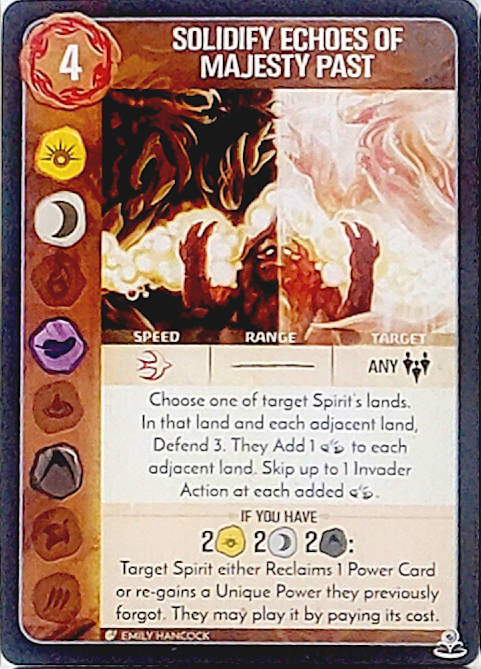 4
SOLIDIFY ECHOES OF
MAJESTY PAST
SPEED RANGE TARGET
ANY
Choose one of target Spirit's lands.
In that land and each adjacent land,
Defend 3. They Add 1 to each
adjacent land. Skip up to 1 Invader
Action at each added .
IF YOU HAVE
2 2 2 :
Target Spirit either Reclaims 1 Power Card
or re-gains a Unique Power they previously
forgot. They may play it by paying its cost.
EMILY HANCOCK